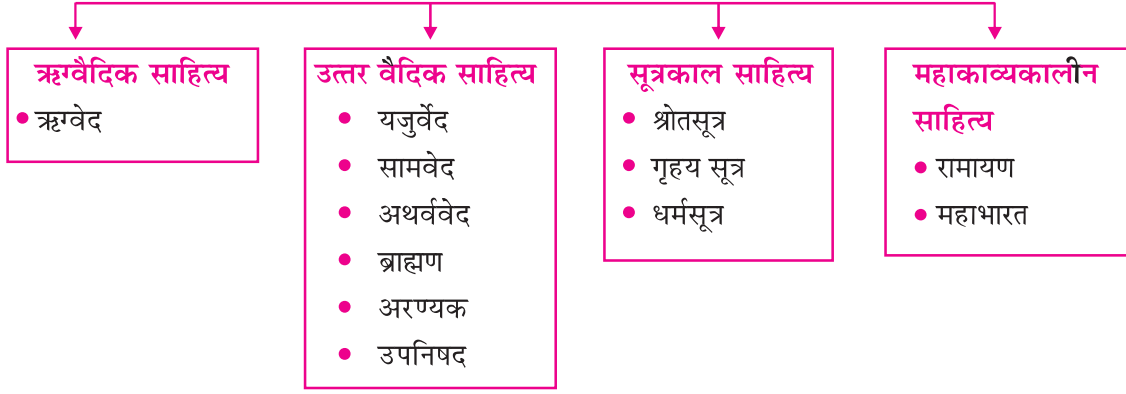 ऋग्वैदिक साहित्य
• ऋग्वेद
उत्तर वैदिक साहित्य
• यजुर्वेद
• सामवेद
• अथर्ववेद
• ब्राह्मण
• अरण्यक
• उपनिषद
सूत्रकाल साहित्य
• श्रोतसूत्र
• गृहय सूत्र
• धर्मसूत्र
महाकाव्यकालीन
साहित्य
• रामायण
• महाभारत